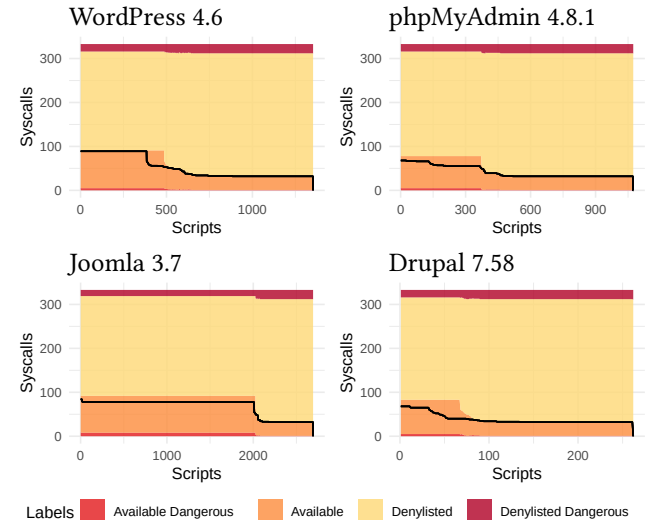 WordPress 4.6
phpMyAdmin 4.8.1
Syscalls
300
200
100
0
0 500 1000
Scripts
Syscalls
300
200
100
0
0 300 600 900
Scripts
Joomla 3.7
Drupal 7.58
Syscalls
300
200
100
0
0 1000 2000
Scripts
Syscalls
300
200
100
0
0 100 200
Scripts
Labels Available Dangerous Available Denylisted Denylisted Dangerous